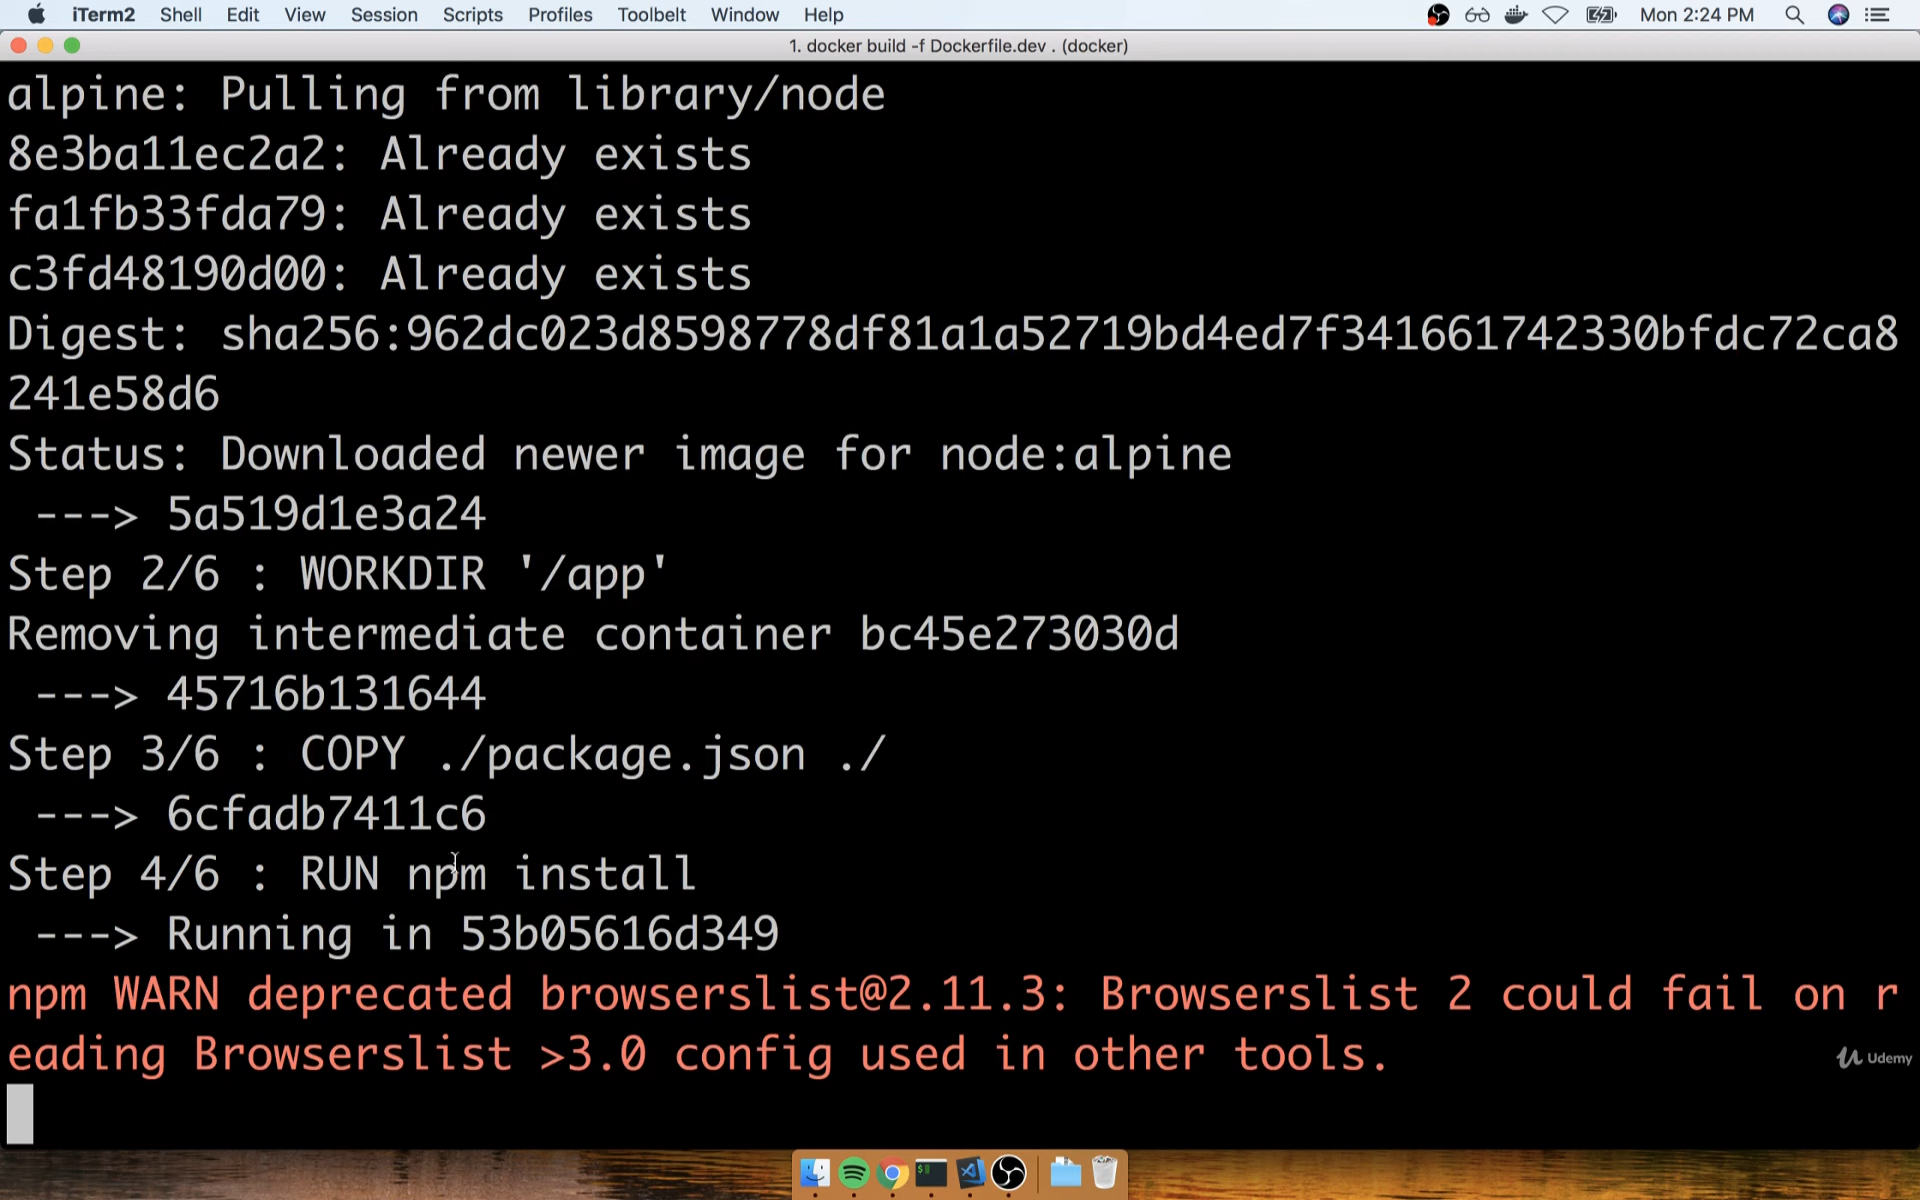 iTerm2 Shell Edit View Session Scripts Profiles Toolbelt Window Help Mon 2:24 PM
1. docker build -f Dockerfile.dev . (docker)
alpine: Pulling from library/node
8e3ba11ec2a2: Already exists
fa1fb33fda79: Already exists
c3fd48190d00: Already exists
Digest: sha256:962dc023d8598778df81a1a52719bd4ed7f341661742330bfdc72ca8
241e58d6
Status: Downloaded newer image for node:alpine
---> 5a519d1e3a24
Step 2/6 : WORKDIR '/app'
Removing intermediate container bc45e273030d
---> 45716b131644
Step 3/6 : COPY ./package.json ./
---> 6cfadb7411c6
Step 4/6 : RUN npm install
---> Running in 53b05616d349
npm WARN deprecated browserslist@2.11.3: Browserslist 2 could fail on r
eading Browserslist >3.0 config used in other tools.
Udemy